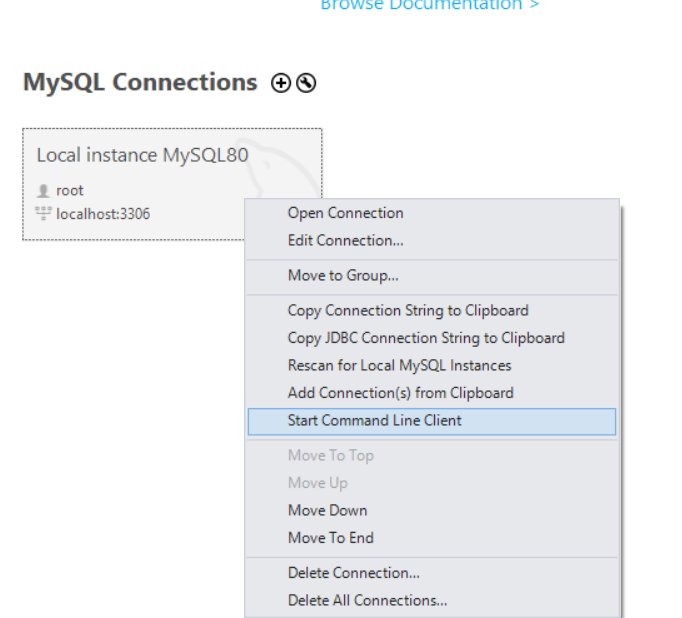 Browse Documentation >
MySQL Connections
Local instance MySQL80
root
localhost:3306
Open Connection
Edit Connection...
Move to Group...
Copy Connection String to Clipboard
Copy JDBC Connection String to Clipboard
Rescan for Local MySQL Instances
Add Connection(s) from Clipboard
Start Command Line Client
Move To Top
Move Up
Move Down
Move To End
Delete Connection...
Delete All Connections...